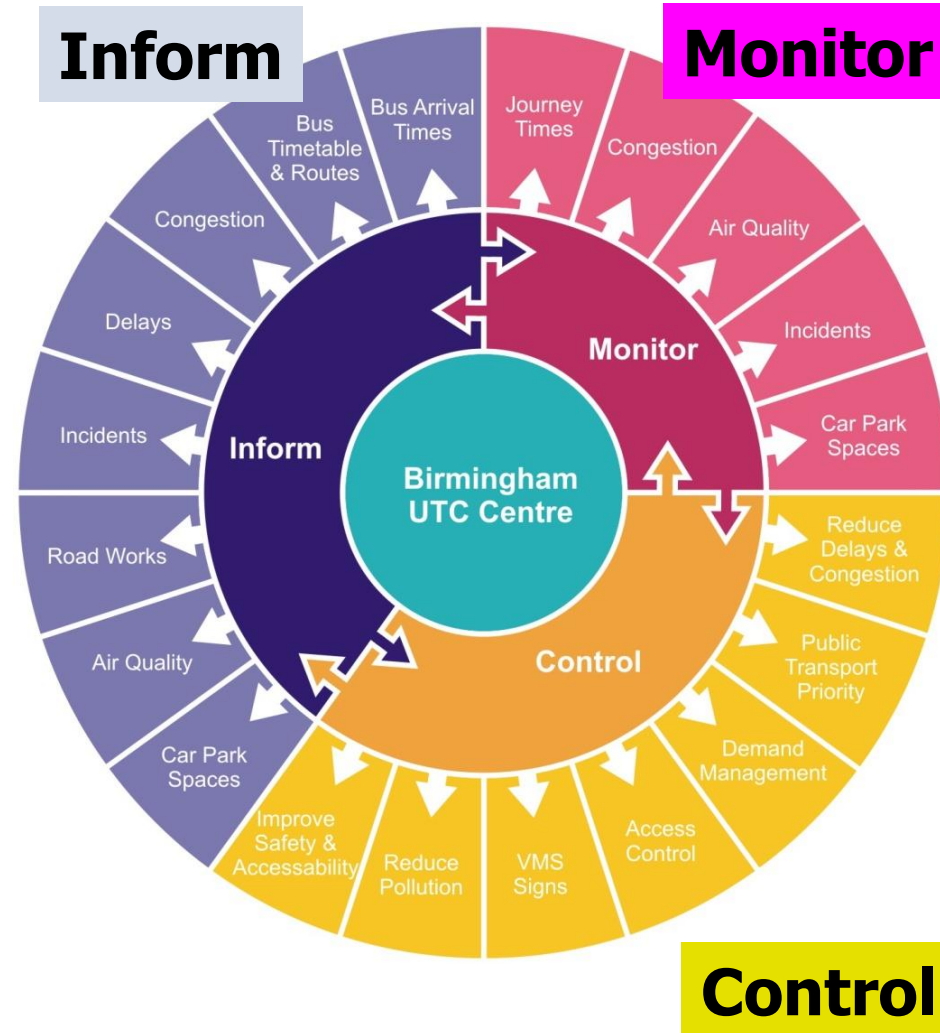 Inform
Monitor
Bus Arrival
Times
Bus
Timetable
& Routes
Congestion
Delays
Incidents
Road Works
Air Quality
Car Park
Spaces
Journey
Times
Congestion
Air Quality
Incidents
Car Park
Spaces
Reduce
Delays &
Congestion
Public
Transport
Priority
Demand
Management
Access
Control
VMS
Signs
Reduce
Pollution
Improve
Safety &
Accessability
Inform
Monitor
Control
Birmingham
UTC Centre
Control